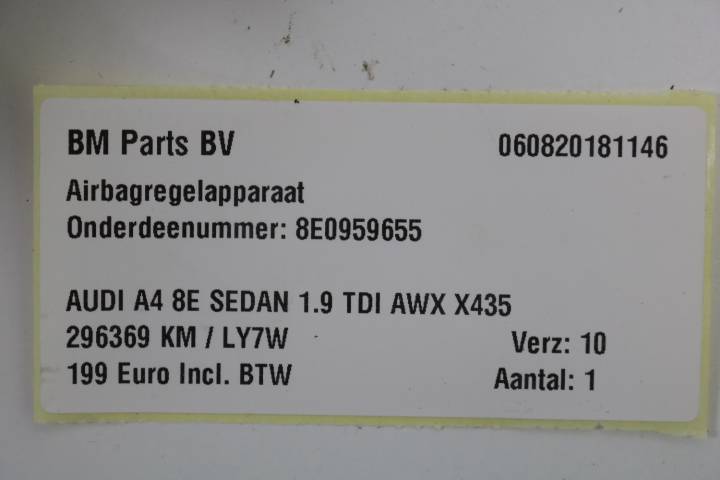 BM Parts BV 060820181146
Airbagregelapparaat
Onderdeenummer: 8E0959655
AUDI A4 8E SEDAN 1.9 TDI AWX X435
296369 KM / LY7W Verz: 10
199 Euro Incl. BTW Aantal: 1